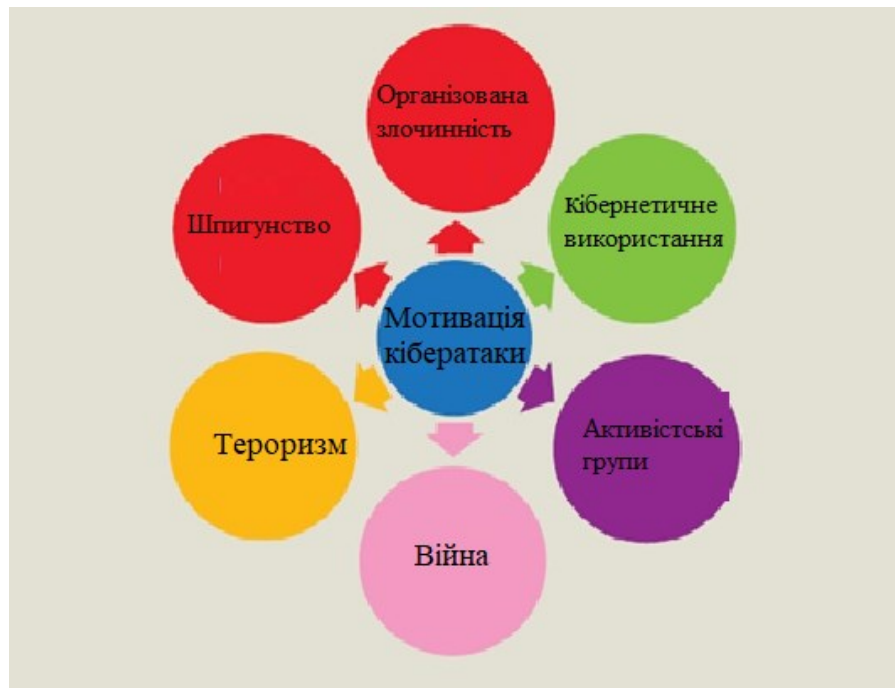 Організована
злочинність
Кібернетичне
використання
Шпигунство
Мотивація
кібератаки
Активістські
групи
Тероризм
Війна